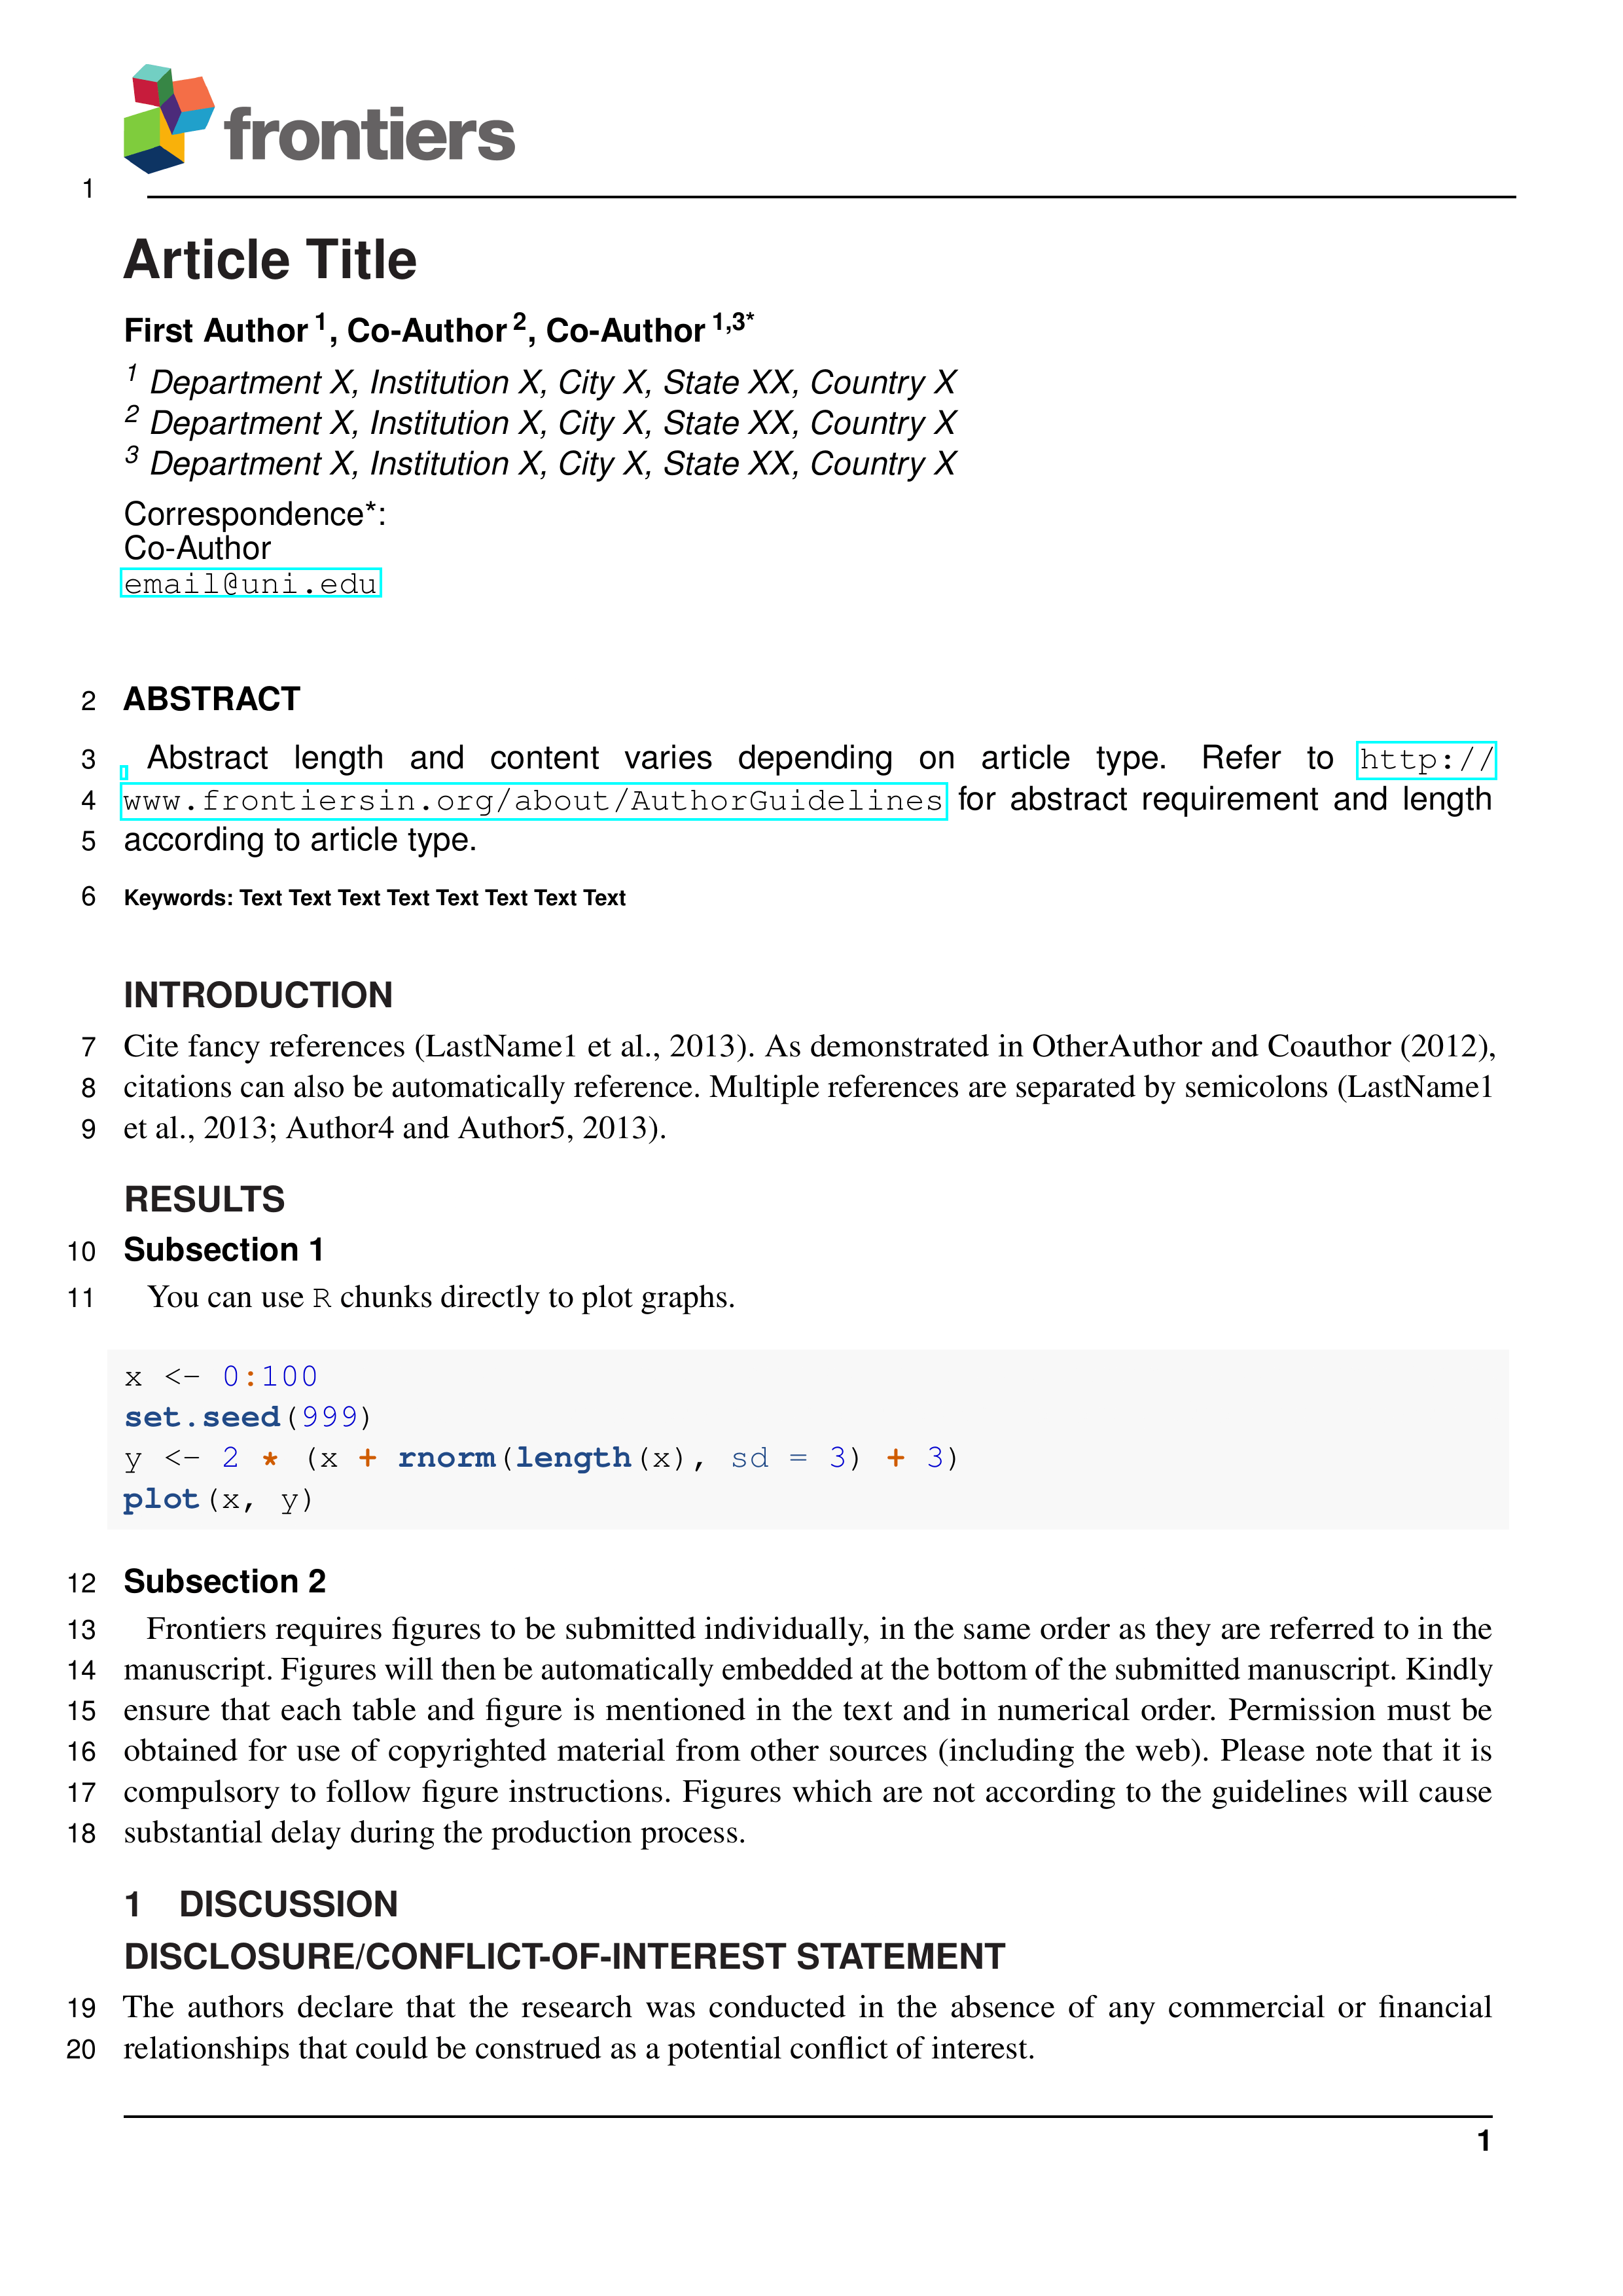 frontiers
1
Article Title
First Author 1, Co-Author 2, Co-Author 1,3*
1 Department X, Institution X, City X, State XX, Country X
2 Department X, Institution X, City X, State XX, Country X
3 Department X, Institution X, City X, State XX, Country X
Correspondence*:
Co-Author
email@uni.edu
2 ABSTRACT
3 Abstract length and content varies depending on article type. Refer to http://
4 www.frontiersin.org/about/AuthorGuidelines for abstract requirement and length
5 according to article type.
6 Keywords: Text Text Text Text Text Text Text Text
INTRODUCTION
7 Cite fancy references (LastName1 et al., 2013). As demonstrated in OtherAuthor and Coauthor (2012),
8 citations can also be automatically reference. Multiple references are separated by semicolons (LastName1
9 et al., 2013; Author4 and Author5, 2013).
RESULTS
10 Subsection 1
11 You can use R chunks directly to plot graphs.
x <- 0:100
set.seed(999)
y <- 2 * (x + rnorm(length(x), sd = 3) + 3)
plot(x, y)
12 Subsection 2
13 Frontiers requires figures to be submitted individually, in the same order as they are referred to in the
14 manuscript. Figures will then be automatically embedded at the bottom of the submitted manuscript. Kindly
15 ensure that each table and figure is mentioned in the text and in numerical order. Permission must be
16 obtained for use of copyrighted material from other sources (including the web). Please note that it is
17 compulsory to follow figure instructions. Figures which are not according to the guidelines will cause
18 substantial delay during the production process.
1 DISCUSSION
DISCLOSURE/CONFLICT-OF-INTEREST STATEMENT
19 The authors declare that the research was conducted in the absence of any commercial or financial
20 relationships that could be construed as a potential conflict of interest.
1